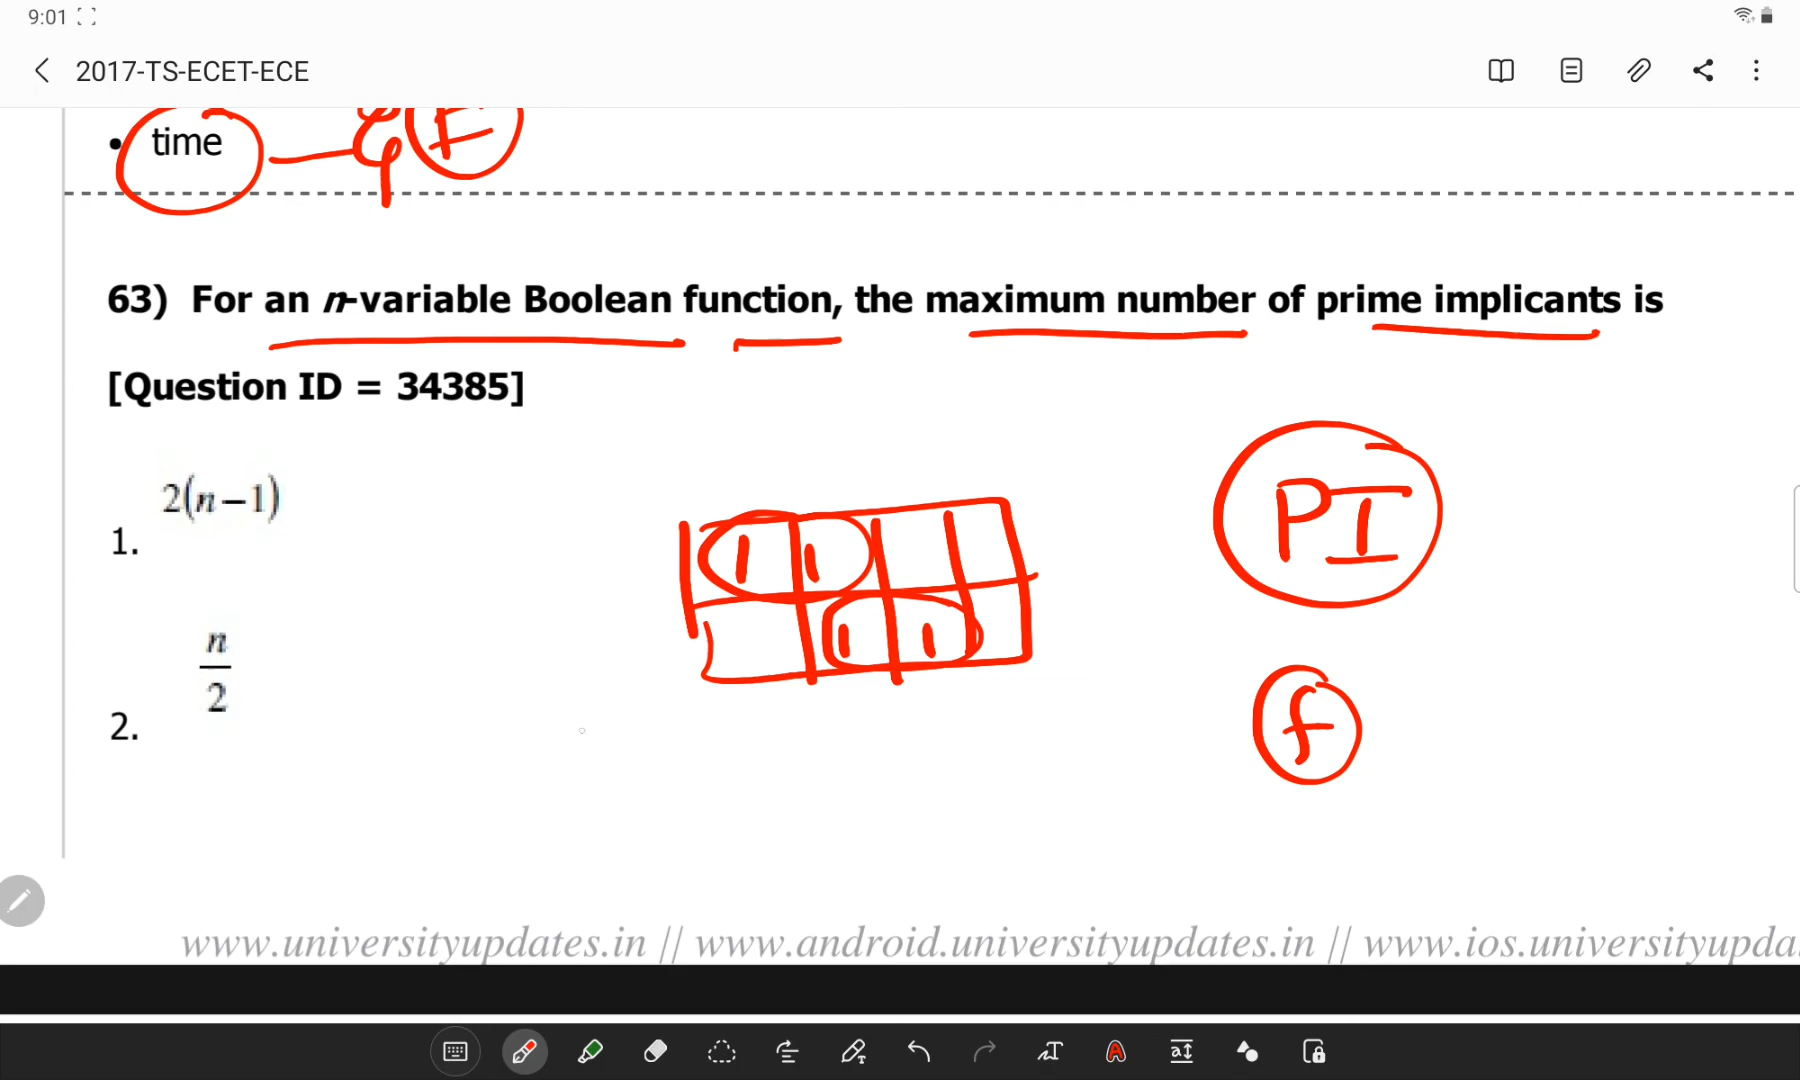 9:01
2017-TS-ECET-ECE
• time
E
63) For an n-variable Boolean function, the maximum number of prime implicants is
[Question ID = 34385]
1. 2(n-1)
PI
1 1
1 1
2. n/2
f
www.universityupdates.in || www.android.universityupdates.in || www.ios.universityupda